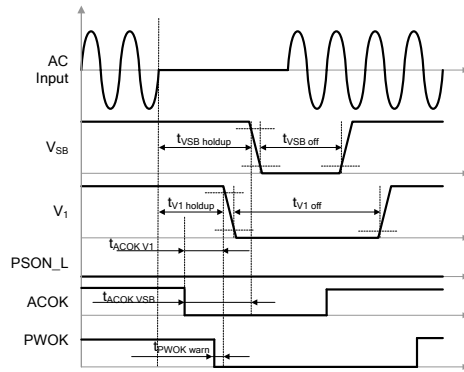 AC
Input
VSB
tVSB holdup
tVSB off
V1
tV1 holdup
tV1 off
tACOK V1
PSON_L
ACOK
tACOK VSB
PWOK
tPWOK warn